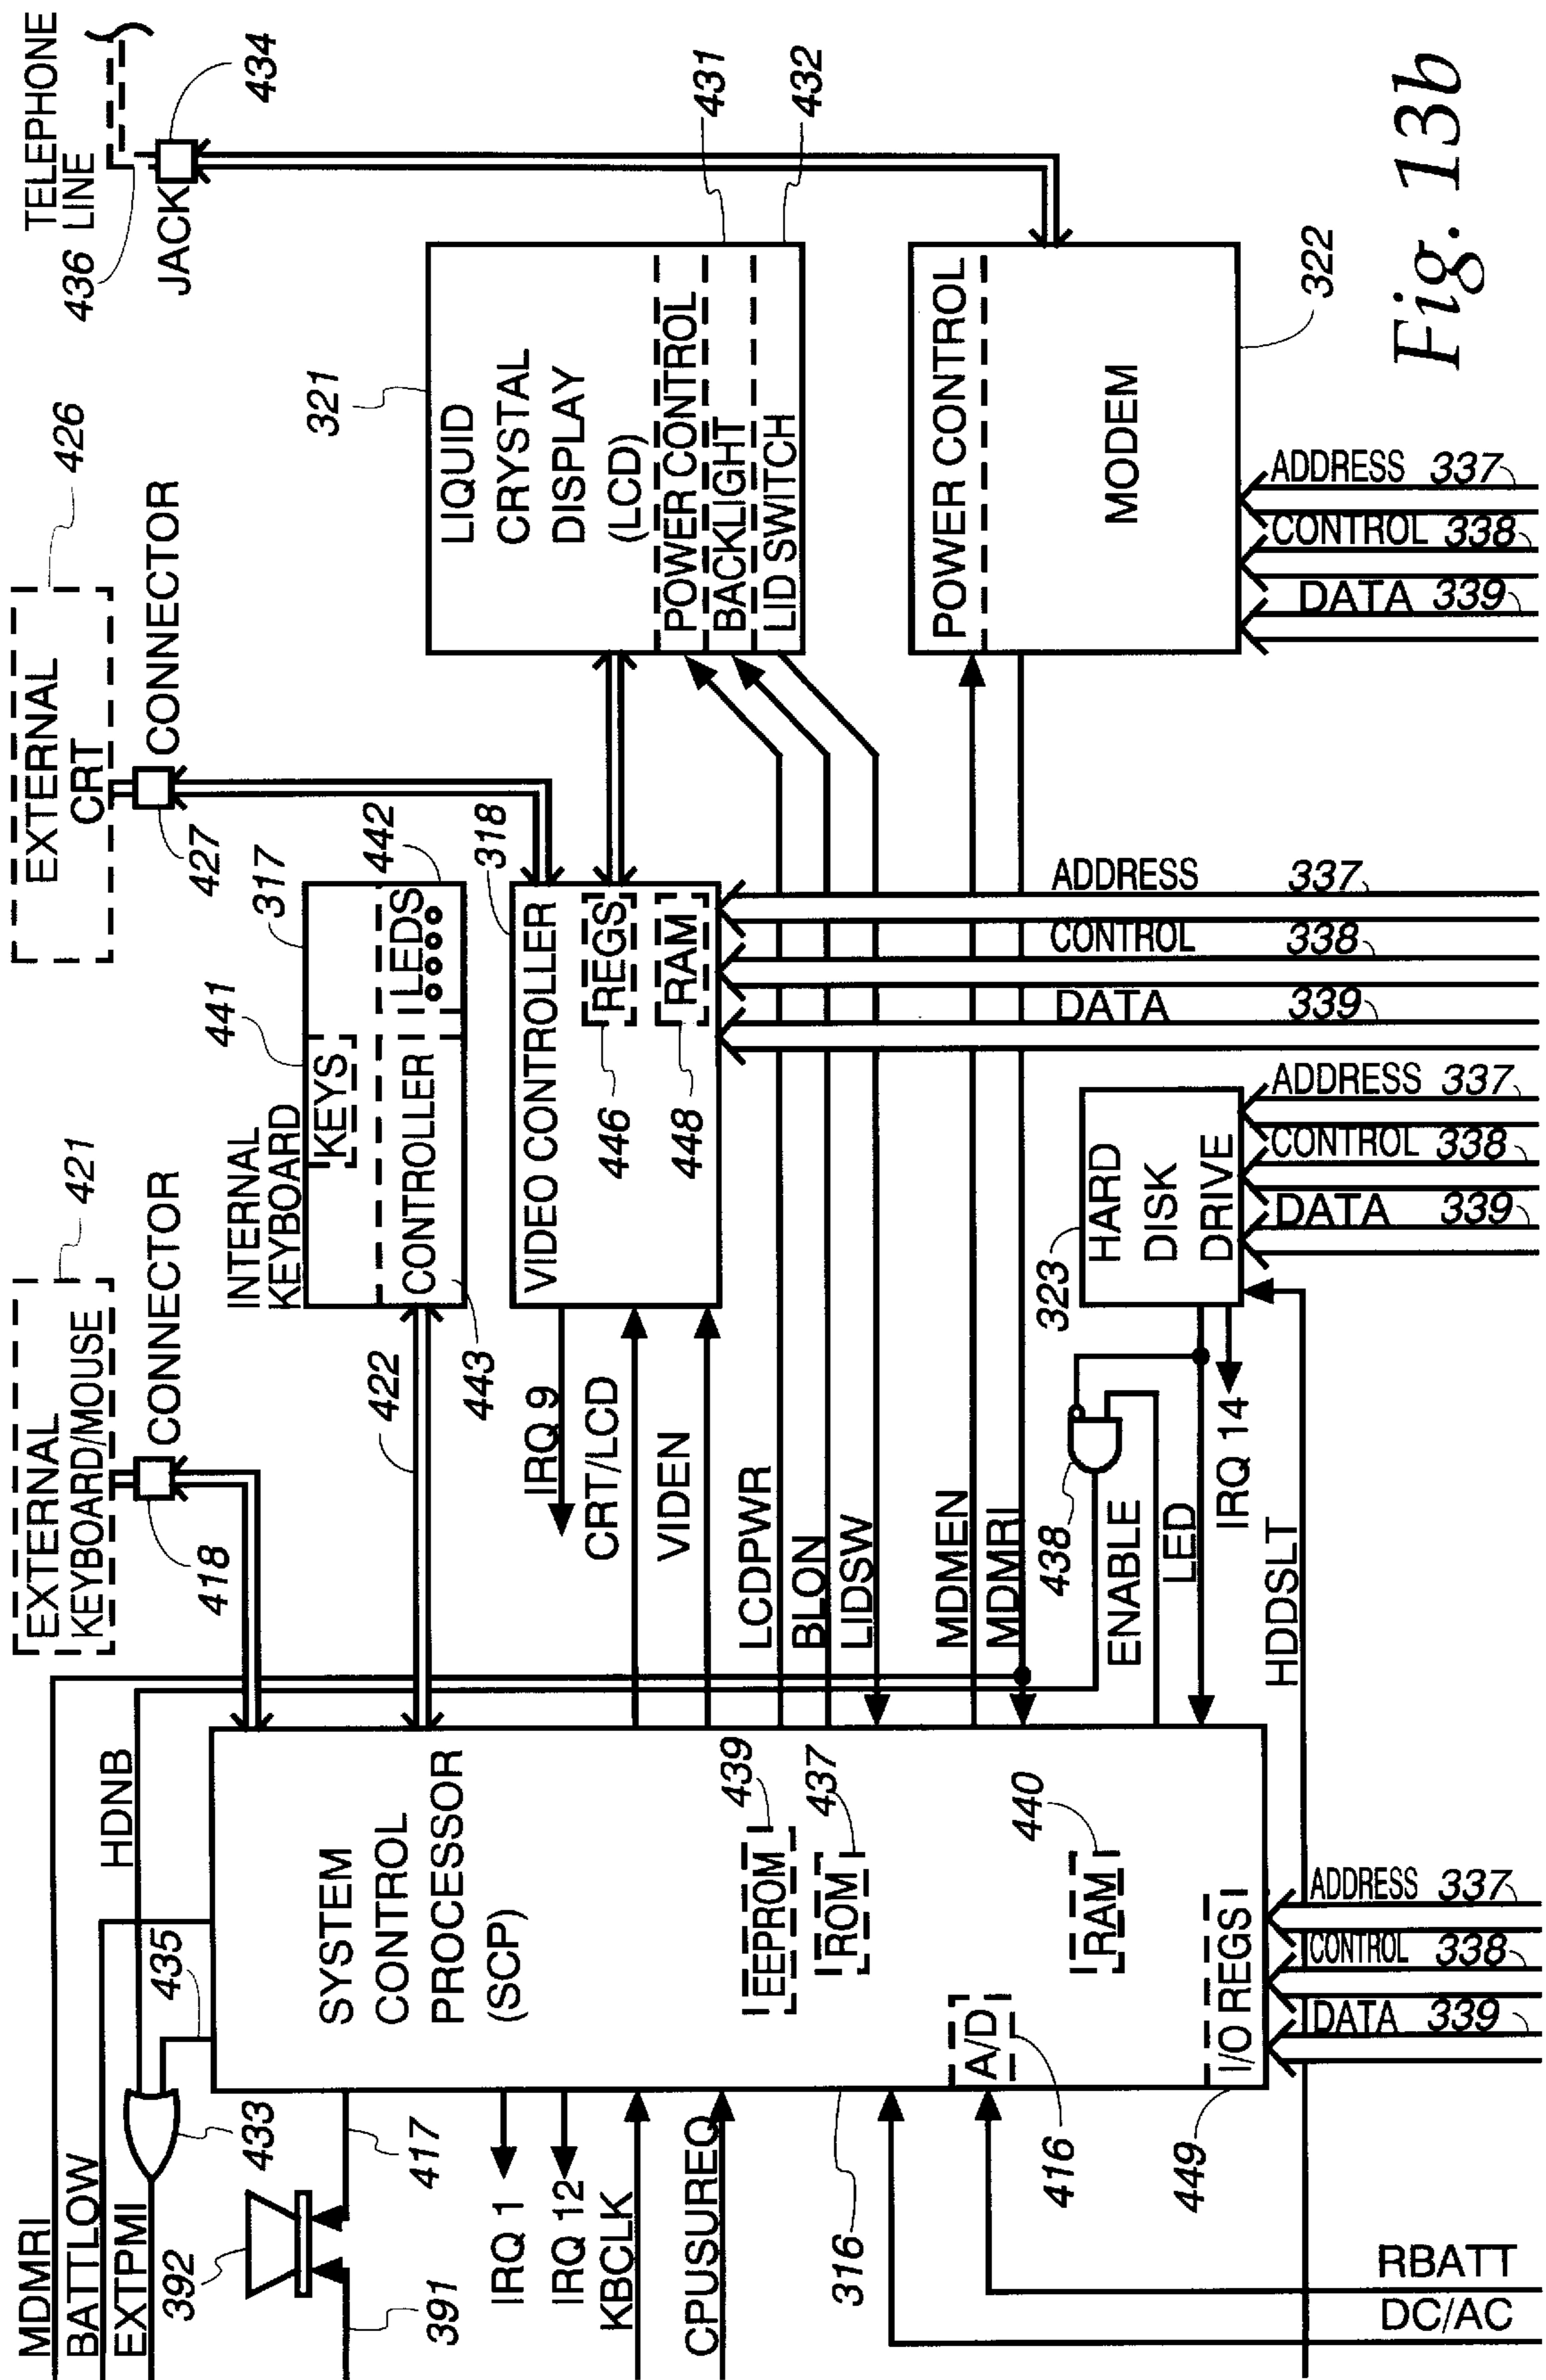 MDMRI
BATTLOW
EXTPMI
HDNB
433
435
392
391
417
IRQ 1
IRQ 12
KBCLK
CPUSUREQ
316
RBATT
DC/AC
SYSTEM
CONTROL
PROCESSOR
(SCP)
EEPROM
439
ROM
437
RAM
440
A/D
416
I/O REGS
449
ADDRESS 337
CONTROL 338
DATA 339
EXTERNAL
KEYBOARD/MOUSE
421
CONNECTOR
418
422
INTERNAL
KEYBOARD
317
KEYS
441
CONTROLLER
443
LEDS
442
EXTERNAL
CRT
426
CONNECTOR
427
VIDEO CONTROLLER
318
REGS
446
RAM
448
IRQ 9
CRT/LCD
VIDEN
LCDPWR
BLON
LIDSW
MDMEN
MDMRI
438
ENABLE
LED
IRQ 14
HDDSLT
ADDRESS 337
CONTROL 338
DATA 339
HARD
DISK
DRIVE
323
ADDRESS 337
CONTROL 338
DATA 339
TELEPHONE
LINE
436
JACK
434
LIQUID
CRYSTAL
DISPLAY
(LCD)
321
POWER CONTROL
BACKLIGHT
LID SWITCH
431
432
POWER CONTROL
MODEM
322
ADDRESS 337
CONTROL 338
DATA 339
Fig. 13b